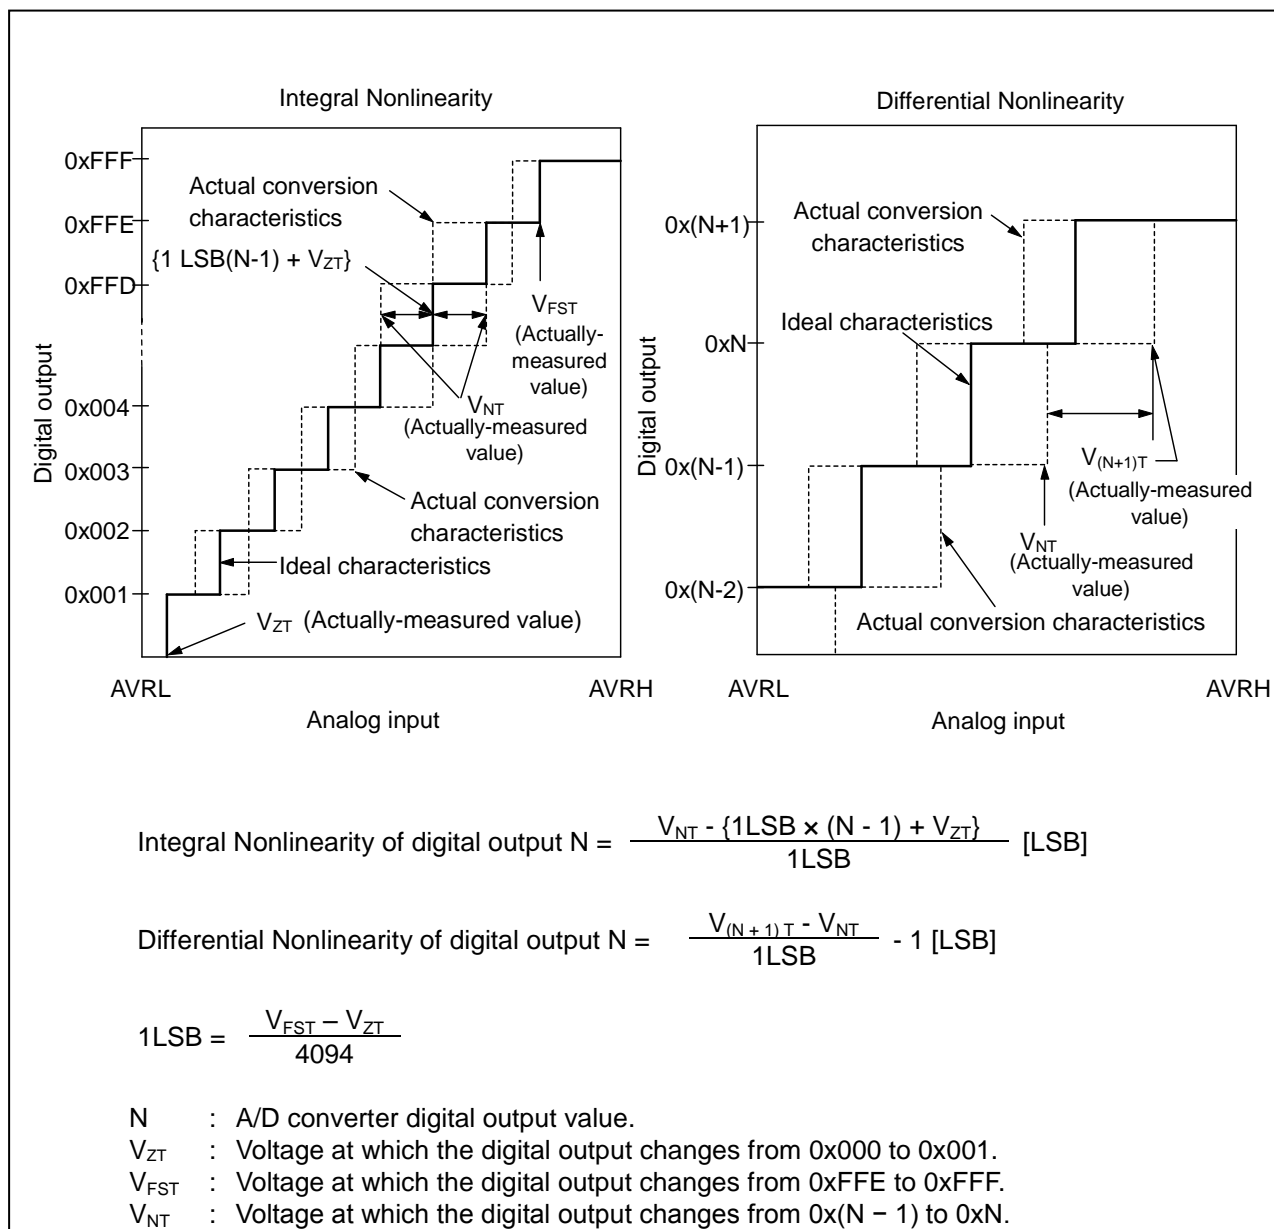 Integral Nonlinearity
0xFFF
0xFFE
0xFFD
0x004
0x003
0x002
0x001
Digital output
Actual conversion
characteristics
{1 LSB(N-1) + VZT}
VFST
(Actually-
measured
value)
VNT
(Actually-measured
value)
Actual conversion
characteristics
Ideal characteristics
VZT (Actually-measured value)
AVRL
AVRH
Analog input
Differential Nonlinearity
0x(N+1)
0xN
0x(N-1)
0x(N-2)
Digital output
Actual conversion
characteristics
Ideal characteristics
V(N+1)T
(Actually-measured
value)
VNT
(Actually-measured
value)
Actual conversion characteristics
AVRL
AVRH
Analog input
Integral Nonlinearity of digital output N = VNT - {1LSB × (N - 1) + VZT} / 1LSB [LSB]
Differential Nonlinearity of digital output N = V(N + 1) T - VNT / 1LSB - 1 [LSB]
1LSB = VFST – VZT / 4094
N : A/D converter digital output value.
VZT : Voltage at which the digital output changes from 0x000 to 0x001.
VFST : Voltage at which the digital output changes from 0xFFE to 0xFFF.
VNT : Voltage at which the digital output changes from 0x(N − 1) to 0xN.